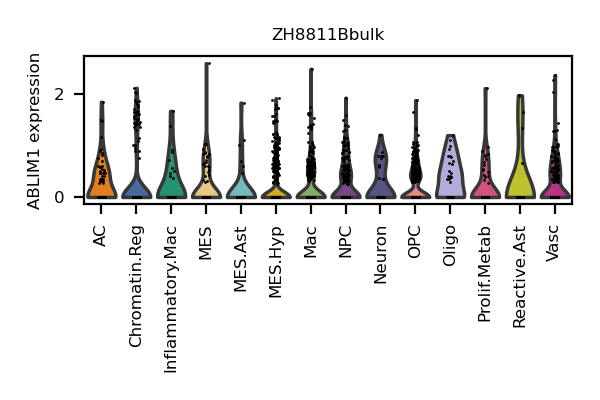 ZH8811Bbulk
ABLIM1 expression
2
0
AC
Chromatin.Reg
Inflammatory.Mac
MES
MES.Ast
MES.Hyp
Mac
NPC
Neuron
OPC
Oligo
Prolif.Metab
Reactive.Ast
Vasc